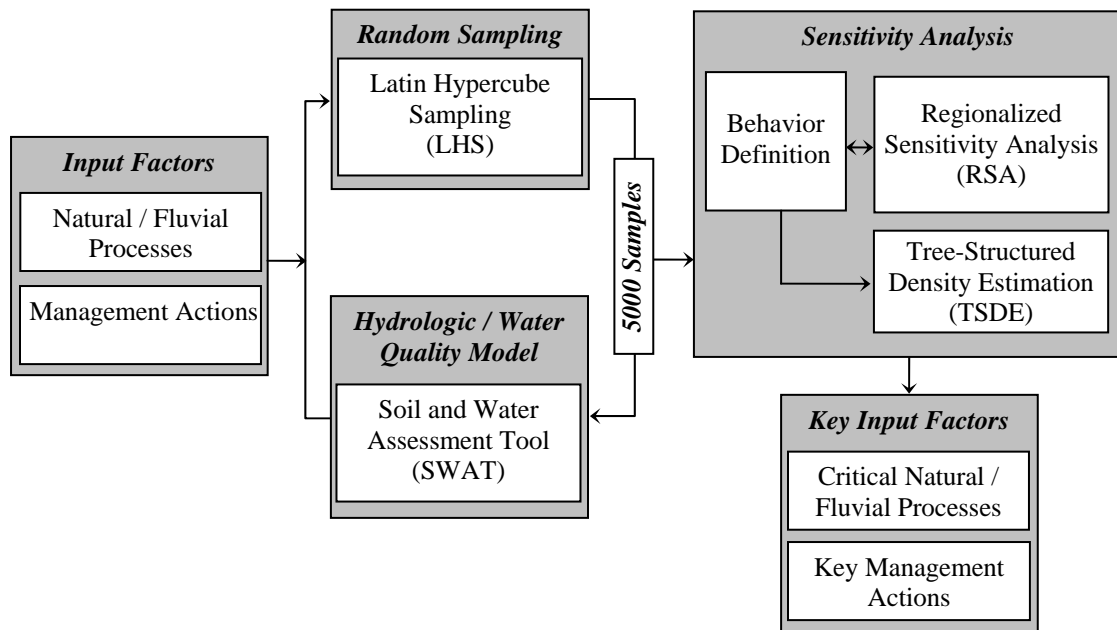 Input Factors
Natural / Fluvial
Processes
Management Actions
Random Sampling
Latin Hypercube
Sampling
(LHS)
Hydrologic / Water
Quality Model
Soil and Water
Assessment Tool
(SWAT)
5000 Samples
Sensitivity Analysis
Behavior
Definition
Regionalized
Sensitivity Analysis
(RSA)
Tree-Structured
Density Estimation
(TSDE)
Key Input Factors
Critical Natural /
Fluvial Processes
Key Management
Actions